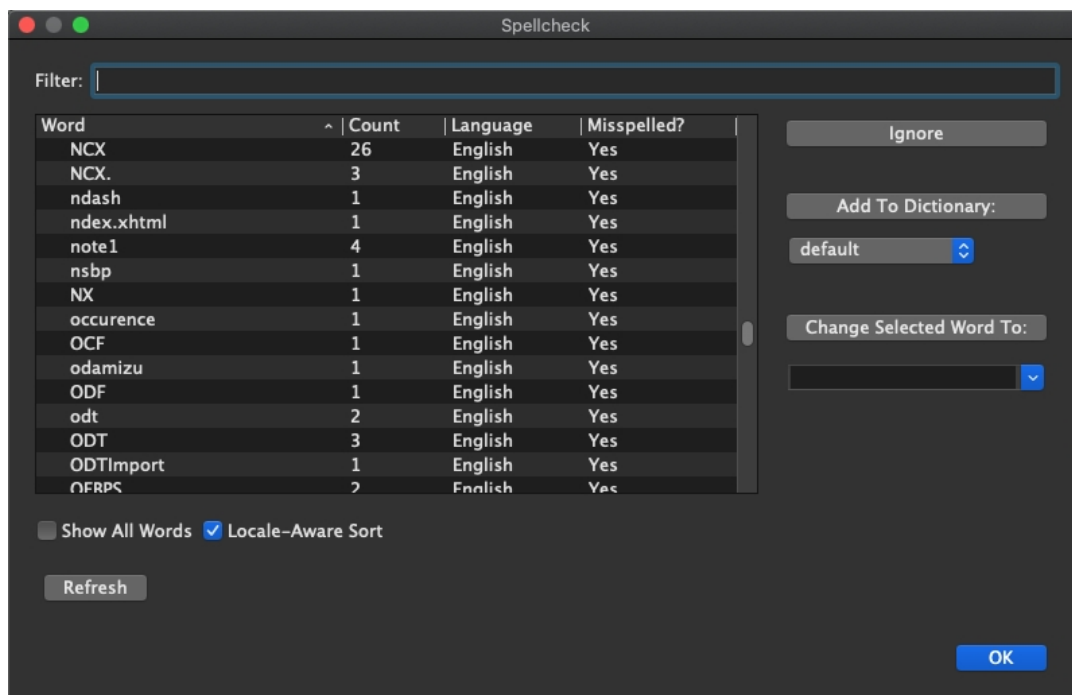 Spellcheck
Filter:
Word ^ Count Language Misspelled?
NCX 26 English Yes
NCX. 3 English Yes
ndash 1 English Yes
ndex.xhtml 1 English Yes
note1 4 English Yes
nsbp 1 English Yes
NX 1 English Yes
occurence 1 English Yes
OCF 1 English Yes
odamizu 1 English Yes
ODF 1 English Yes
odt 2 English Yes
ODT 3 English Yes
ODTImport 1 English Yes
OEBPS 2 English Yes
Ignore
Add To Dictionary:
default
Change Selected Word To:
Show All Words Locale-Aware Sort
Refresh
OK